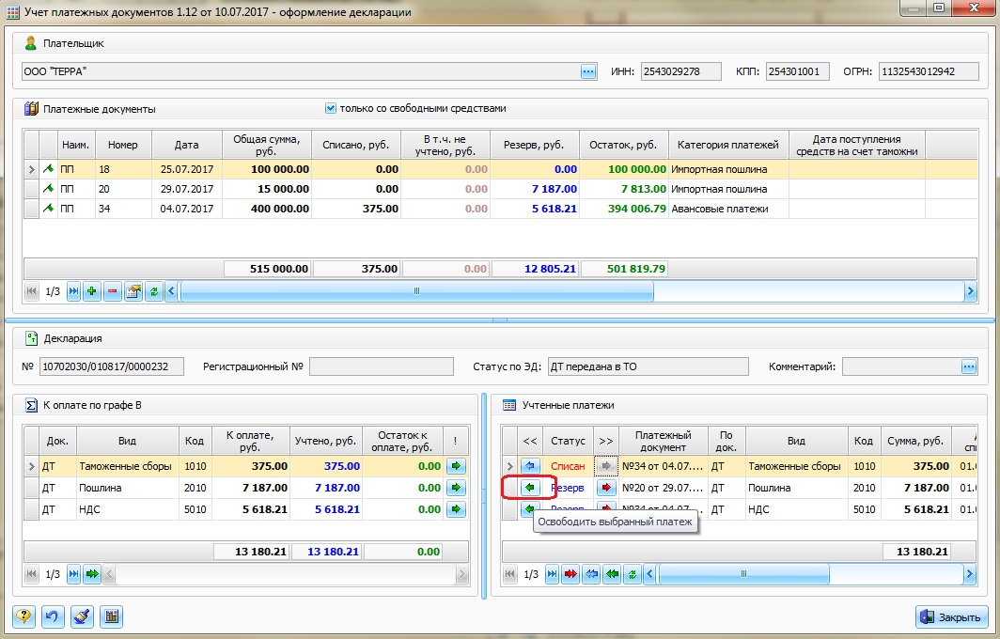 Учет платежных документов 1.12 от 10.07.2017 - оформление декларации
Плательщик
ООО "ТЕРРА" ... ИНН: 2543029278 КПП: 254301001 ОГРН: 1132543012942
Платежные документы только со свободными средствами
Наим. Номер Дата Общая сумма, руб. Списано, руб. В т.ч. не учтено, руб. Резерв, руб. Остаток, руб. Категория платежей Дата поступления средств на счет таможни
ПП 18 25.07.2017 100 000.00 0.00 0.00 0.00 100 000.00 Импортная пошлина
ПП 20 29.07.2017 15 000.00 0.00 0.00 7 187.00 7 813.00 Импортная пошлина
ПП 34 04.07.2017 400 000.00 375.00 0.00 5 618.21 394 006.79 Авансовые платежи
515 000.00 375.00 0.00 12 805.21 501 819.79
1/3
Декларация
№ 10702030/010817/0000232 Регистрационный № Статус по ЭД: ДТ передана в ТО Комментарий: ...
К оплате по графе В
Док. Вид Код К оплате, руб. Учтено, руб. Остаток к оплате, руб. !
ДТ Таможенные сборы 1010 375.00 375.00 0.00
ДТ Пошлина 2010 7 187.00 7 187.00 0.00
ДТ НДС 5010 5 618.21 5 618.21 0.00
13 180.21 13 180.21 0.00
1/3
Учтенные платежи
<< Статус >> Платежный документ По док. Вид Код Сумма, руб.
Списан №34 от 04.07.... ДТ Таможенные сборы 1010 375.00 01.
Резерв №20 от 29.07.... ДТ Пошлина 2010 7 187.00 01.
Резерв №34 от 04.07.... ДТ НДС 5010 5 618.21 01.
Освободить выбранный платеж
13 180.21
1/3
Закрыть